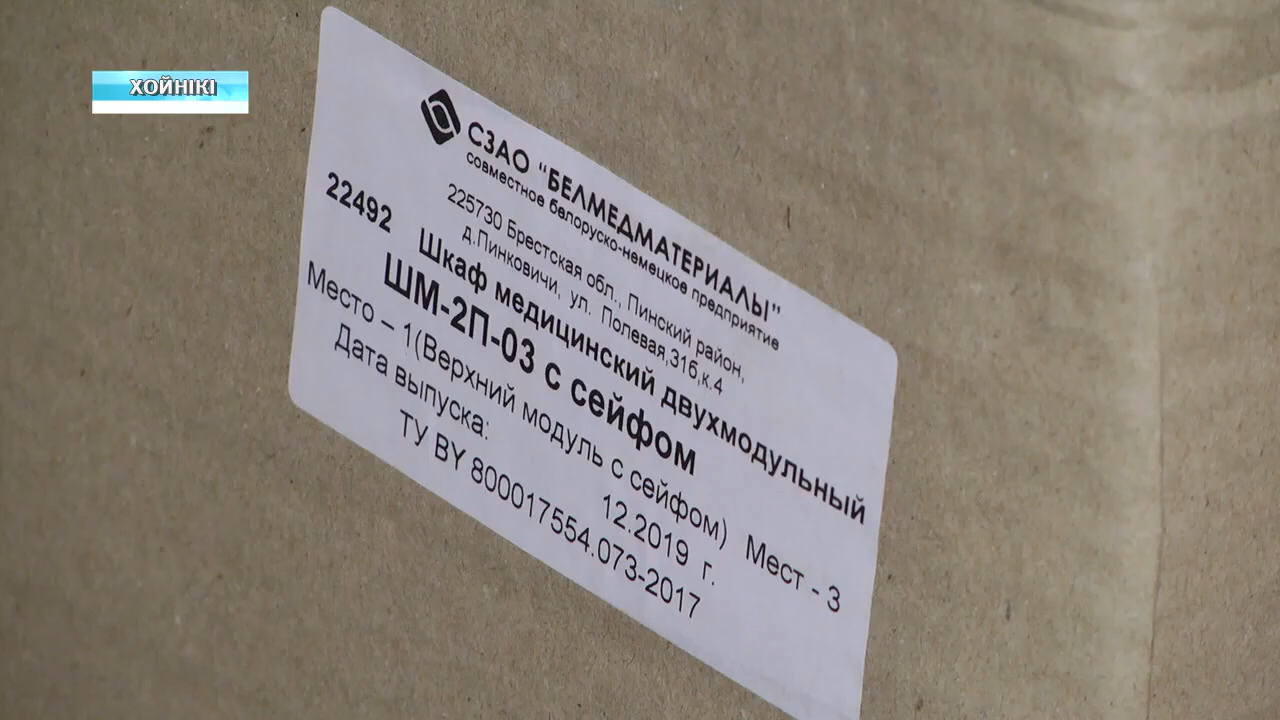 ХОЙНІКІ
СЗАО "БЕЛМЕДМАТЕРИАЛЫ"
совместное белоруско-немецкое предприятие
225730 Брестская обл., Пинский район,
д.Пинковичи, ул. Полевая,31б,к.4
22492 Шкаф медицинский двухмодульный
ШМ-2П-03 с сейфом
Место – 1(Верхний модуль с сейфом) Мест - 3
Дата выпуска: 12.2019 г.
ТУ BY 800017554.073-2017